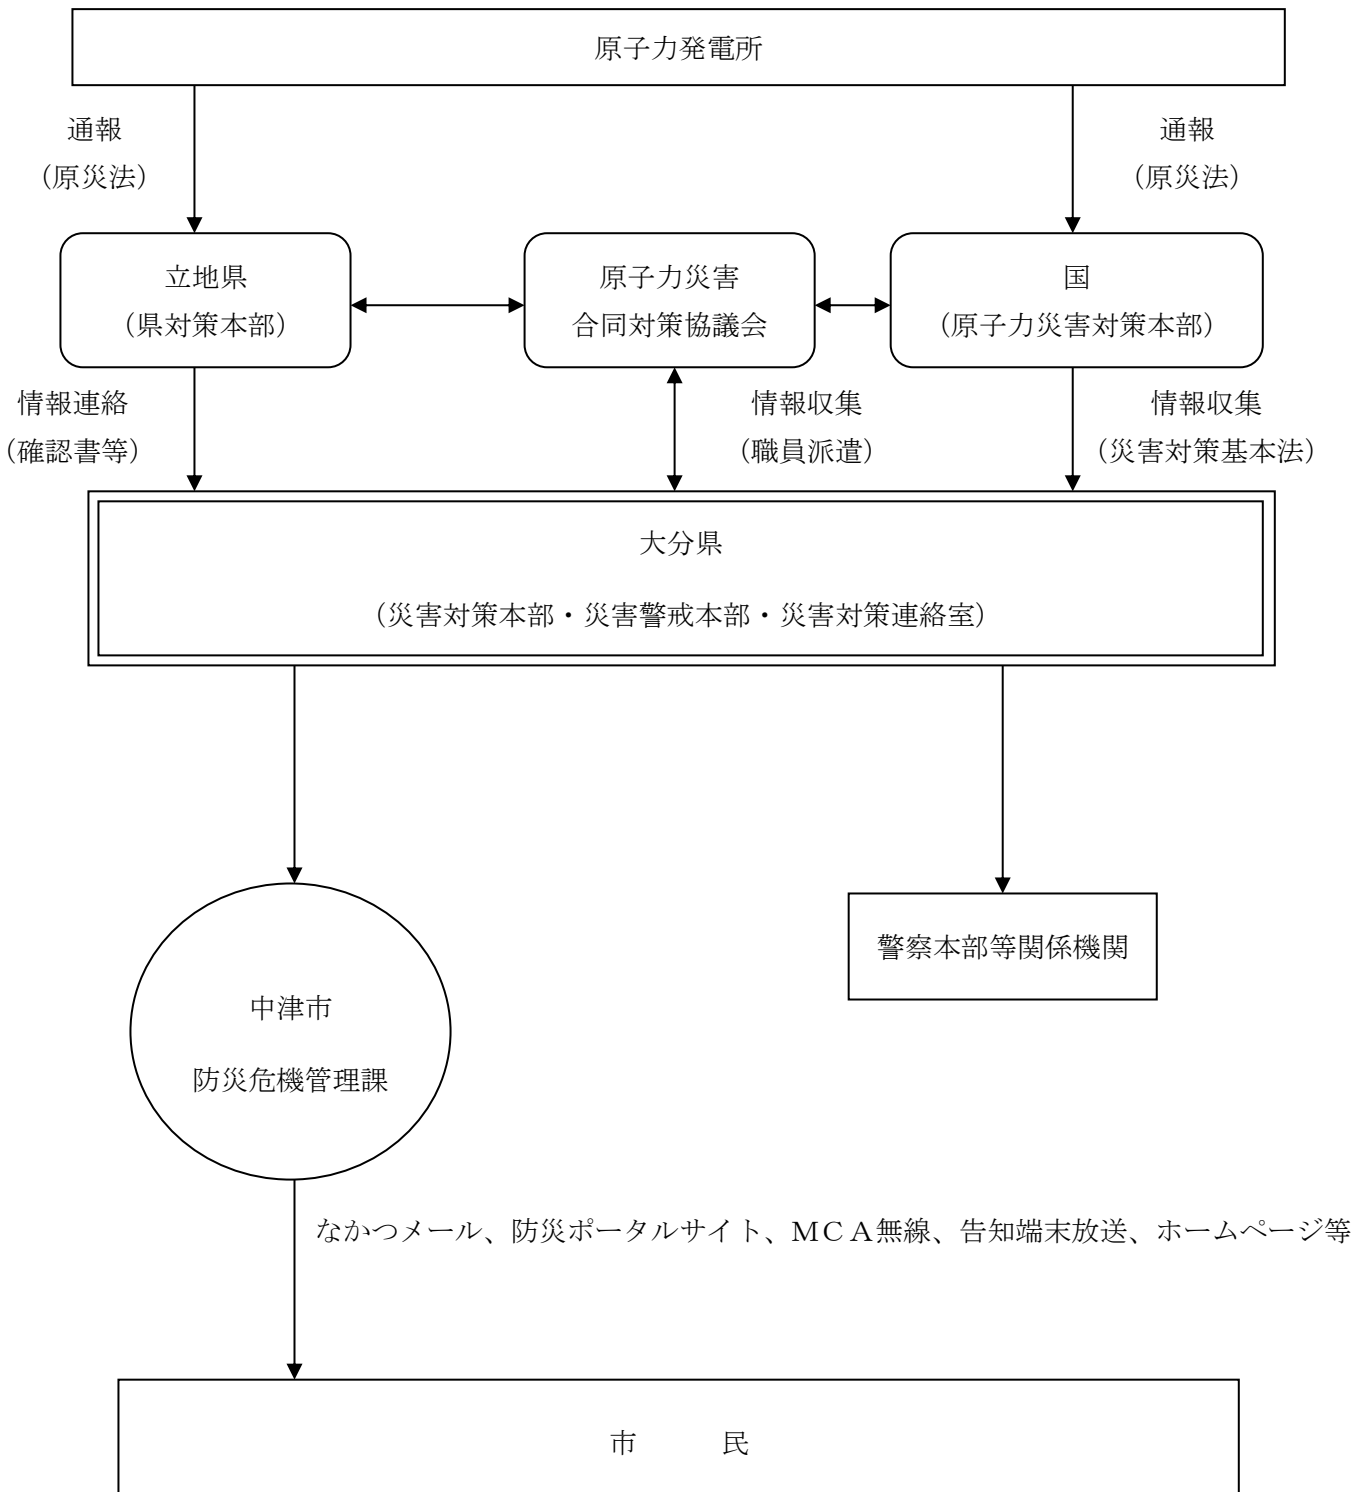 原子力発電所
通報
（原災法）
通報
（原災法）
立地県
（県対策本部）
原子力災害
合同対策協議会
国
（原子力災害対策本部）
情報連絡
（確認書等）
情報収集
（職員派遣）
情報収集
（災害対策基本法）
大分県
（災害対策本部・災害警戒本部・災害対策連絡室）
中津市
防災危機管理課
警察本部等関係機関
なかつメール、防災ポータルサイト、ＭＣＡ無線、告知端末放送、ホームページ等
市　　　民